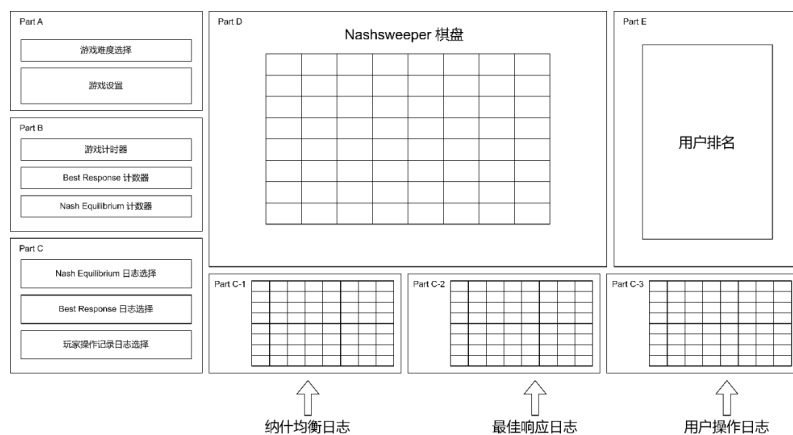 Part A
游戏难度选择
游戏设置
Part B
游戏计时器
Best Response 计数器
Nash Equilibrium 计数器
Part C
Nash Equilibrium 日志选择
Best Response 日志选择
玩家操作记录日志选择
Part D
Nashsweeper 棋盘
Part E
用户排名
Part C-1
Part C-2
Part C-3
纳什均衡日志
最佳响应日志
用户操作日志